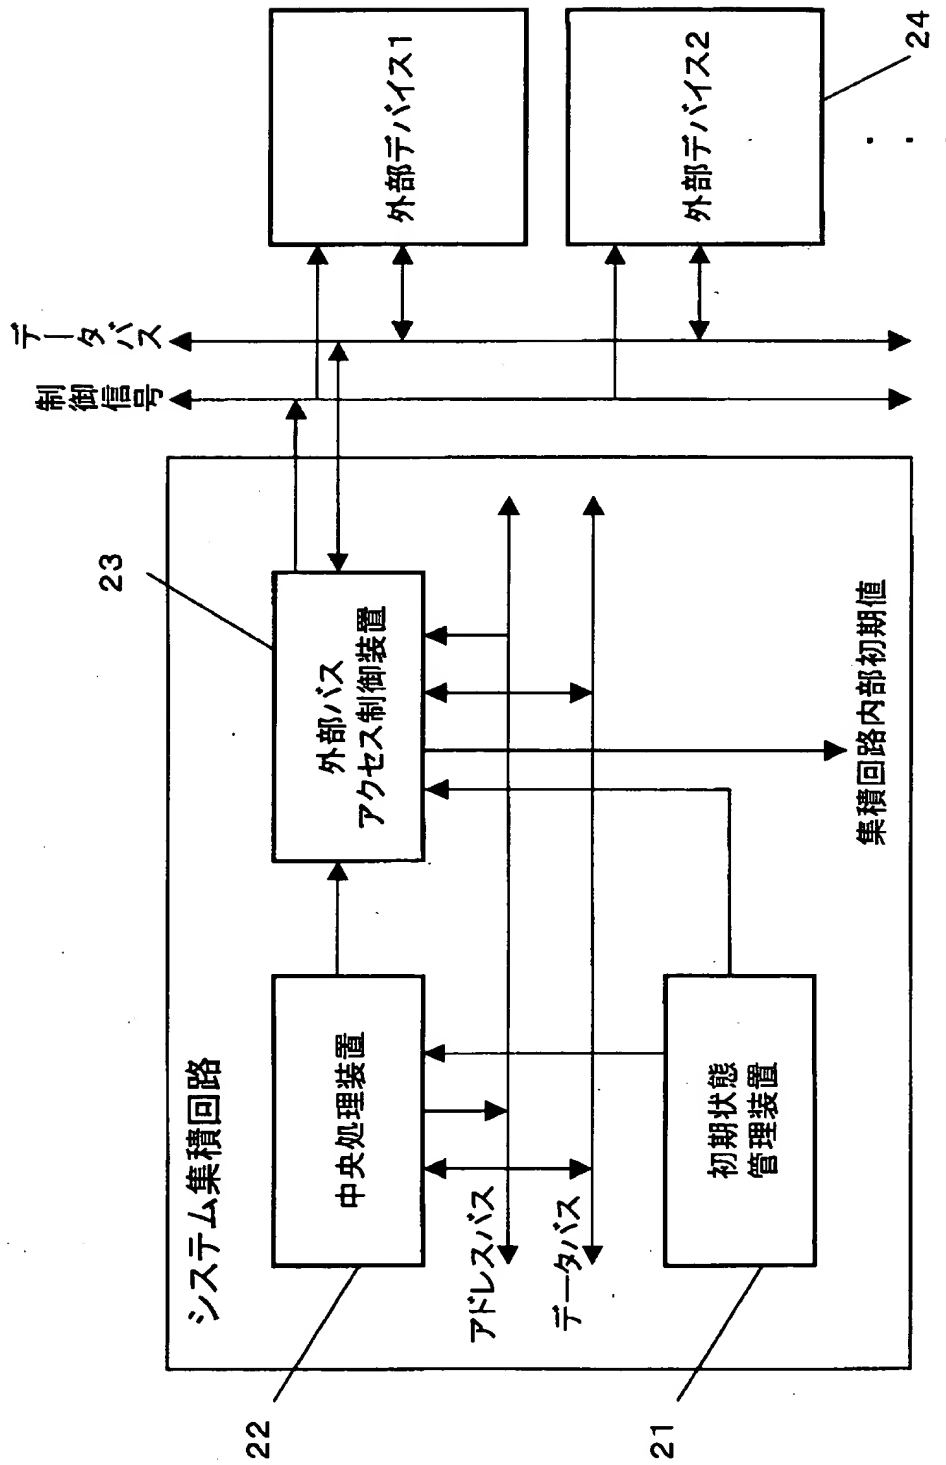 システム集積回路
22
中央処理装置
23
外部バス
アクセス制御装置
制御信号
データバス
外部デバイス1
外部デバイス2
24
アドレスバス
データバス
21
初期状態
管理装置
集積回路内部初期値